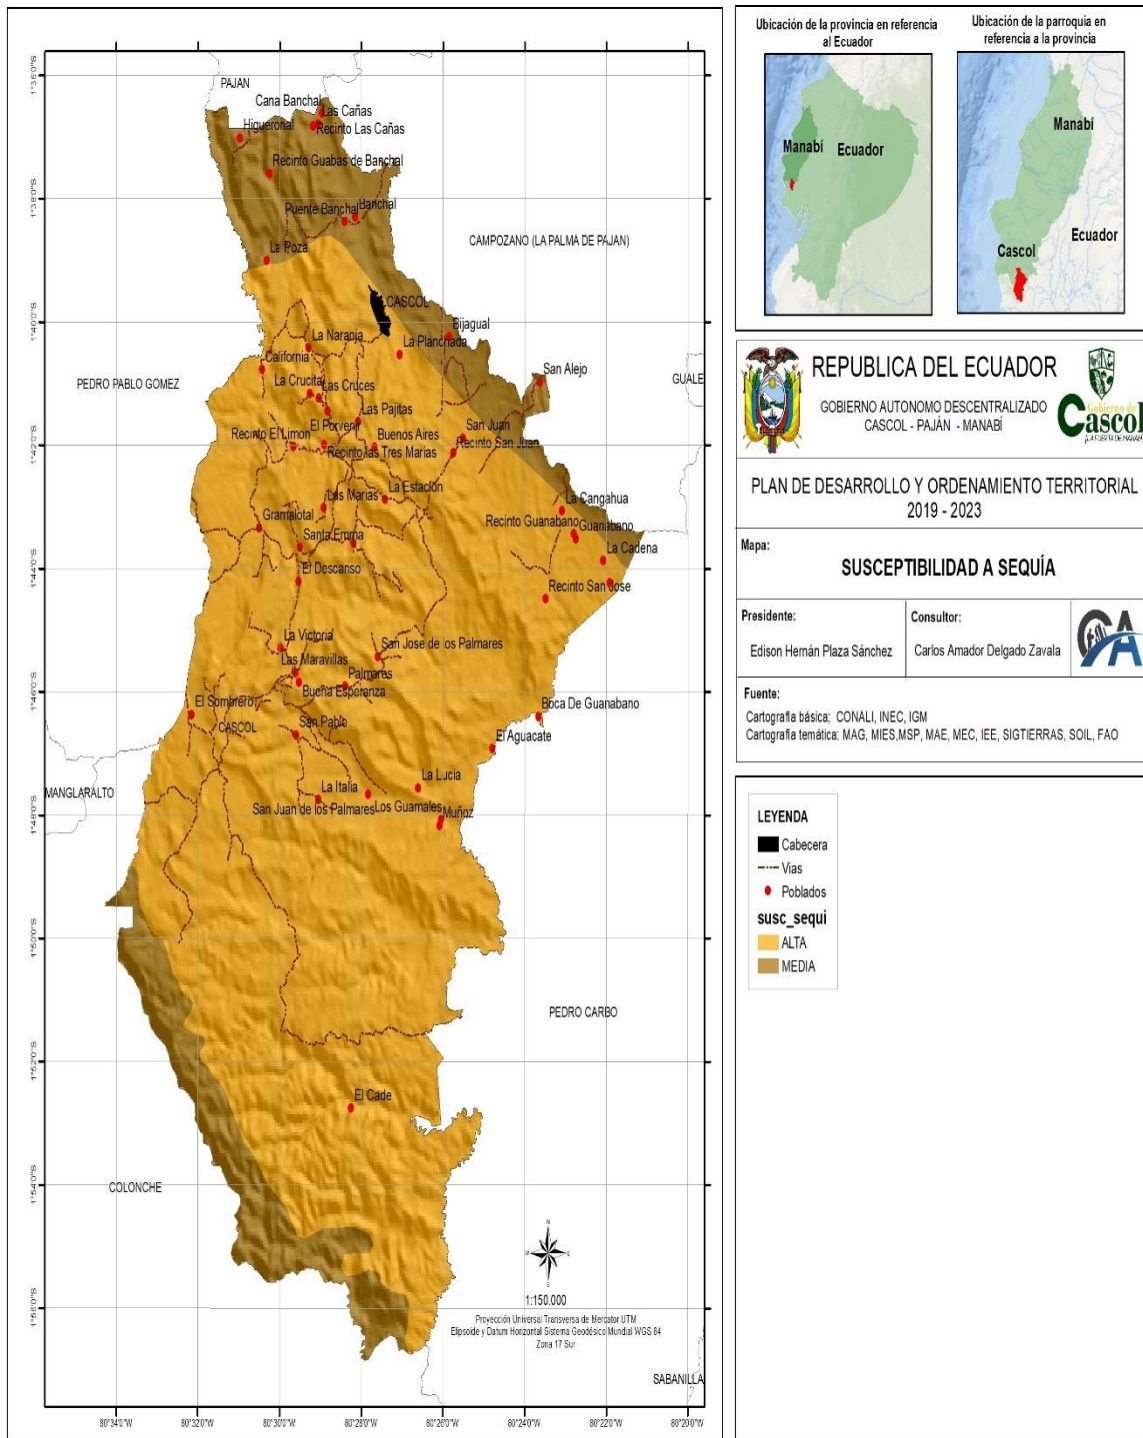 PAJAN
Cana Banchal
Las Cañas
Recinto Las Cañas
Higueronal
Recinto Guabas de Banchal
Puente Banchal
Banchal
CAMPOZANO (LA PALMA DE PAJAN)
La Poza
CASCOL
Bijagual
La Naranja
La Planchada
California
San Alejo
PEDRO PABLO GOMEZ
GUALE
La Crucita
Las Cruces
Las Pajitas
El Porvenir
San Juan
Recinto El Limon
Buenos Aires
Recinto San Juan
Recinto las Tres Marias
La Estacion
Las Marias
La Cangahua
Gramalotal
Recinto Guanabano
Guanabano
Santa Emma
La Cadena
El Descanso
Recinto San Jose
La Victoria
San Jose de los Palmares
Las Maravillas
Palmares
Bucha Esperanza
El Sombrero
Boca De Guanabano
CASCOL
San Pablo
El Aguacate
MANGLARALTO
La Lucia
La Italia
San Juan de los Palmares
Los Guamales
Muñoz
PEDRO CARBO
El Cade
COLONCHE
SABANILLA
1:150.000
Proyección Universal Transversa de Mercator UTM
Elipsoide y Datum Horizontal Sistema Geodésico Mundial WGS 84
Zona 17 Sur
N
S
E
1°36'0"S
1°38'0"S
1°40'0"S
1°42'0"S
1°44'0"S
1°46'0"S
1°48'0"S
1°50'0"S
1°52'0"S
1°54'0"S
1°56'0"S
80°34'0"W
80°32'0"W
80°30'0"W
80°28'0"W
80°26'0"W
80°24'0"W
80°22'0"W
80°20'0"W
Ubicación de la provincia en referencia
al Ecuador
Manabí
Ecuador
Ubicación de la parroquia en
referencia a la provincia
Manabí
Ecuador
Cascol
REPUBLICA DEL ECUADOR
GOBIERNO AUTONOMO DESCENTRALIZADO
CASCOL - PAJÁN - MANABÍ
Gobierno de
Cascol
PLAN DE DESARROLLO Y ORDENAMIENTO TERRITORIAL
2019 - 2023
Mapa:
SUSCEPTIBILIDAD A SEQUÍA
Presidente:
Edison Hernán Plaza Sánchez
Consultor:
Carlos Amador Delgado Zavala
CA
Fuente:
Cartografía básica; CONALI, INEC, IGM
Cartografía temática: MAG, MIES,MSP, MAE, MEC, IEE, SIGTIERRAS, SOIL, FAO
LEYENDA
Cabecera
Vias
Poblados
susc_sequi
ALTA
MEDIA